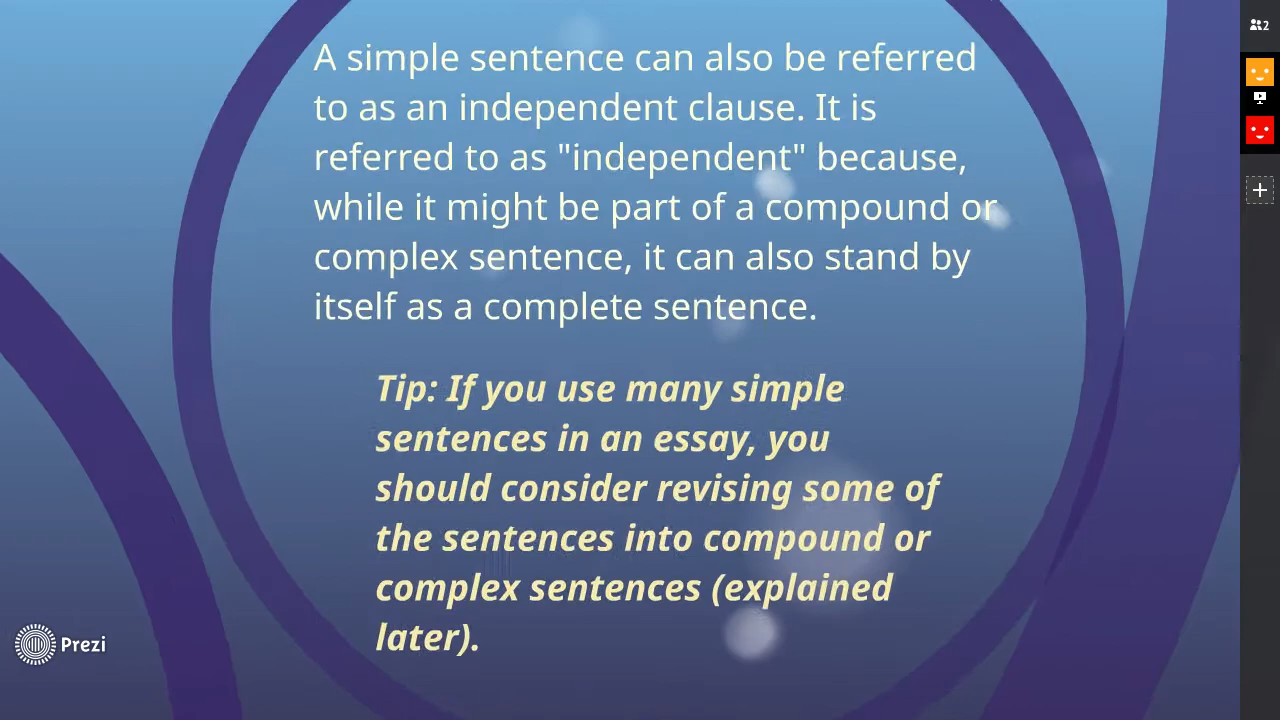 A simple sentence can also be referred
to as an independent clause. It is
referred to as "independent" because,
while it might be part of a compound or
complex sentence, it can also stand by
itself as a complete sentence.
Tip: If you use many simple
sentences in an essay, you
should consider revising some of
the sentences into compound or
complex sentences (explained
later).
Prezi
2